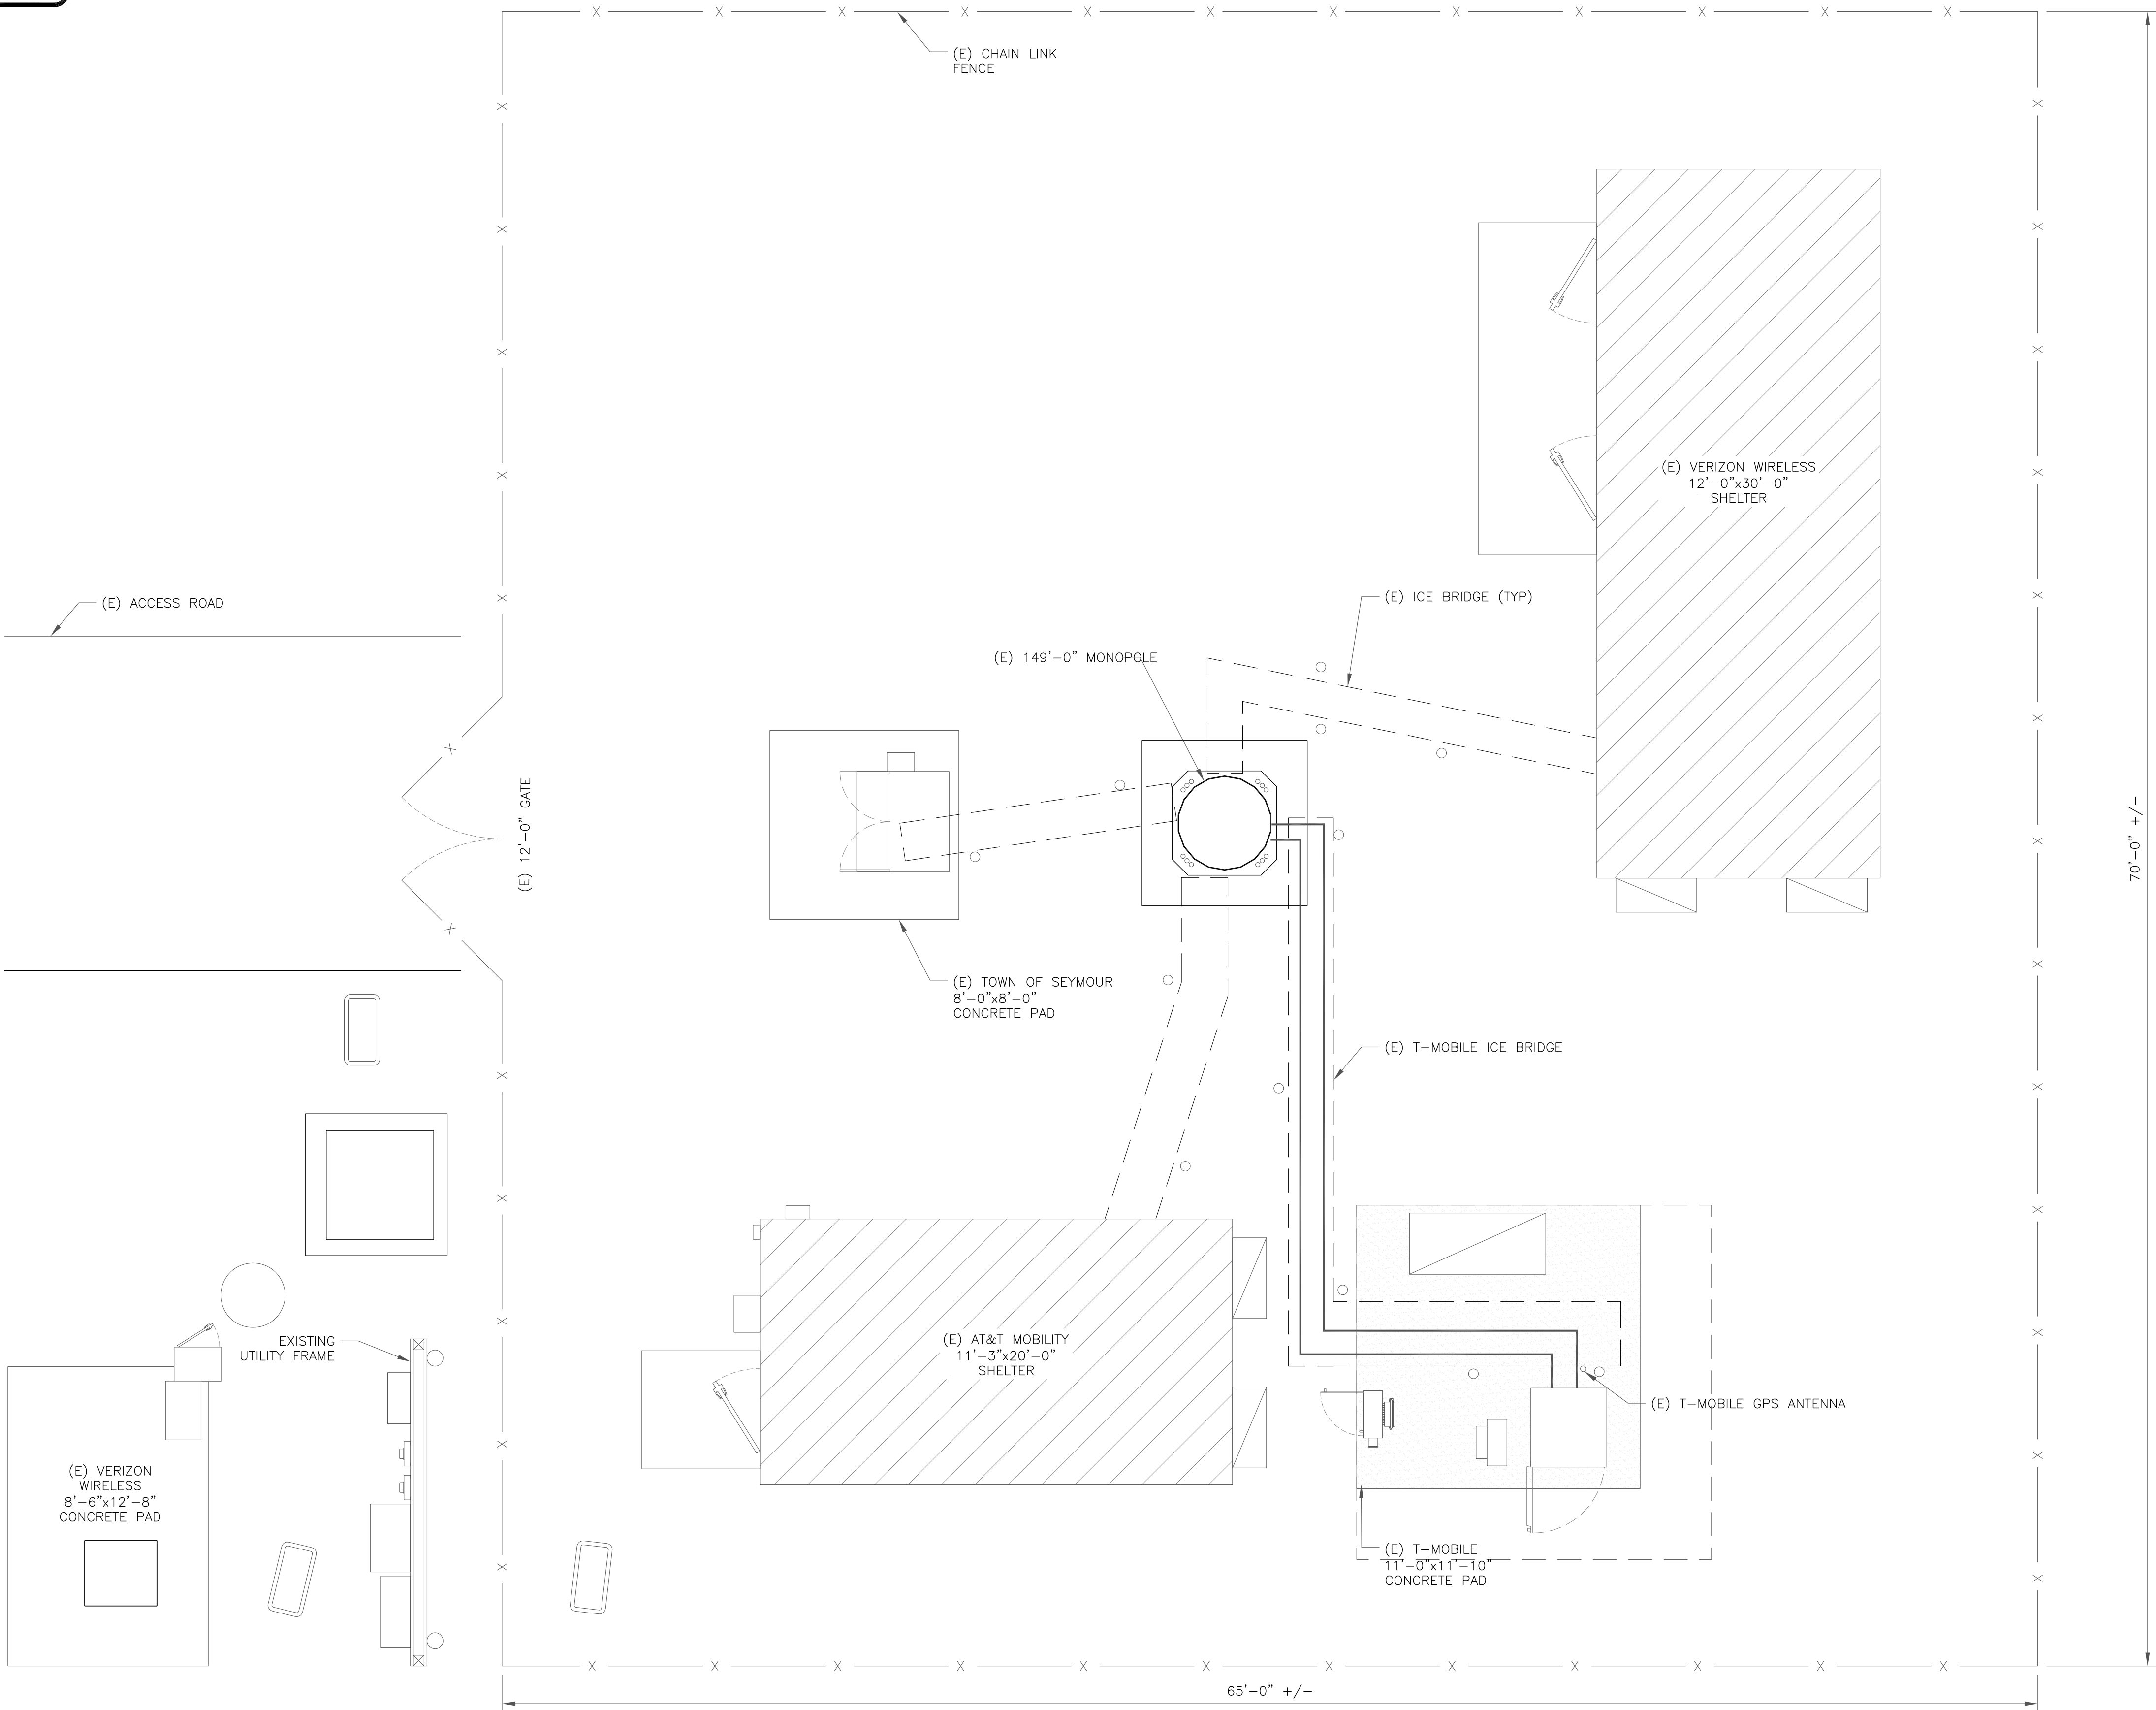 (E) CHAIN LINK
FENCE
(E) VERIZON WIRELESS
12'-0"x30'-0"
SHELTER
(E) ACCESS ROAD
(E) ICE BRIDGE (TYP)
(E) 149'-0" MONOPOLE
(E) 12'-0" GATE
70'-0" +/-
(E) TOWN OF SEYMOUR
8'-0"x8'-0"
CONCRETE PAD
(E) T-MOBILE ICE BRIDGE
EXISTING
UTILITY FRAME
(E) AT&T MOBILITY
11'-3"x20'-0"
SHELTER
(E) T-MOBILE GPS ANTENNA
(E) VERIZON
WIRELESS
8'-6"x12'-8"
CONCRETE PAD
(E) T-MOBILE
11'-0"x11'-10"
CONCRETE PAD
65'-0" +/-